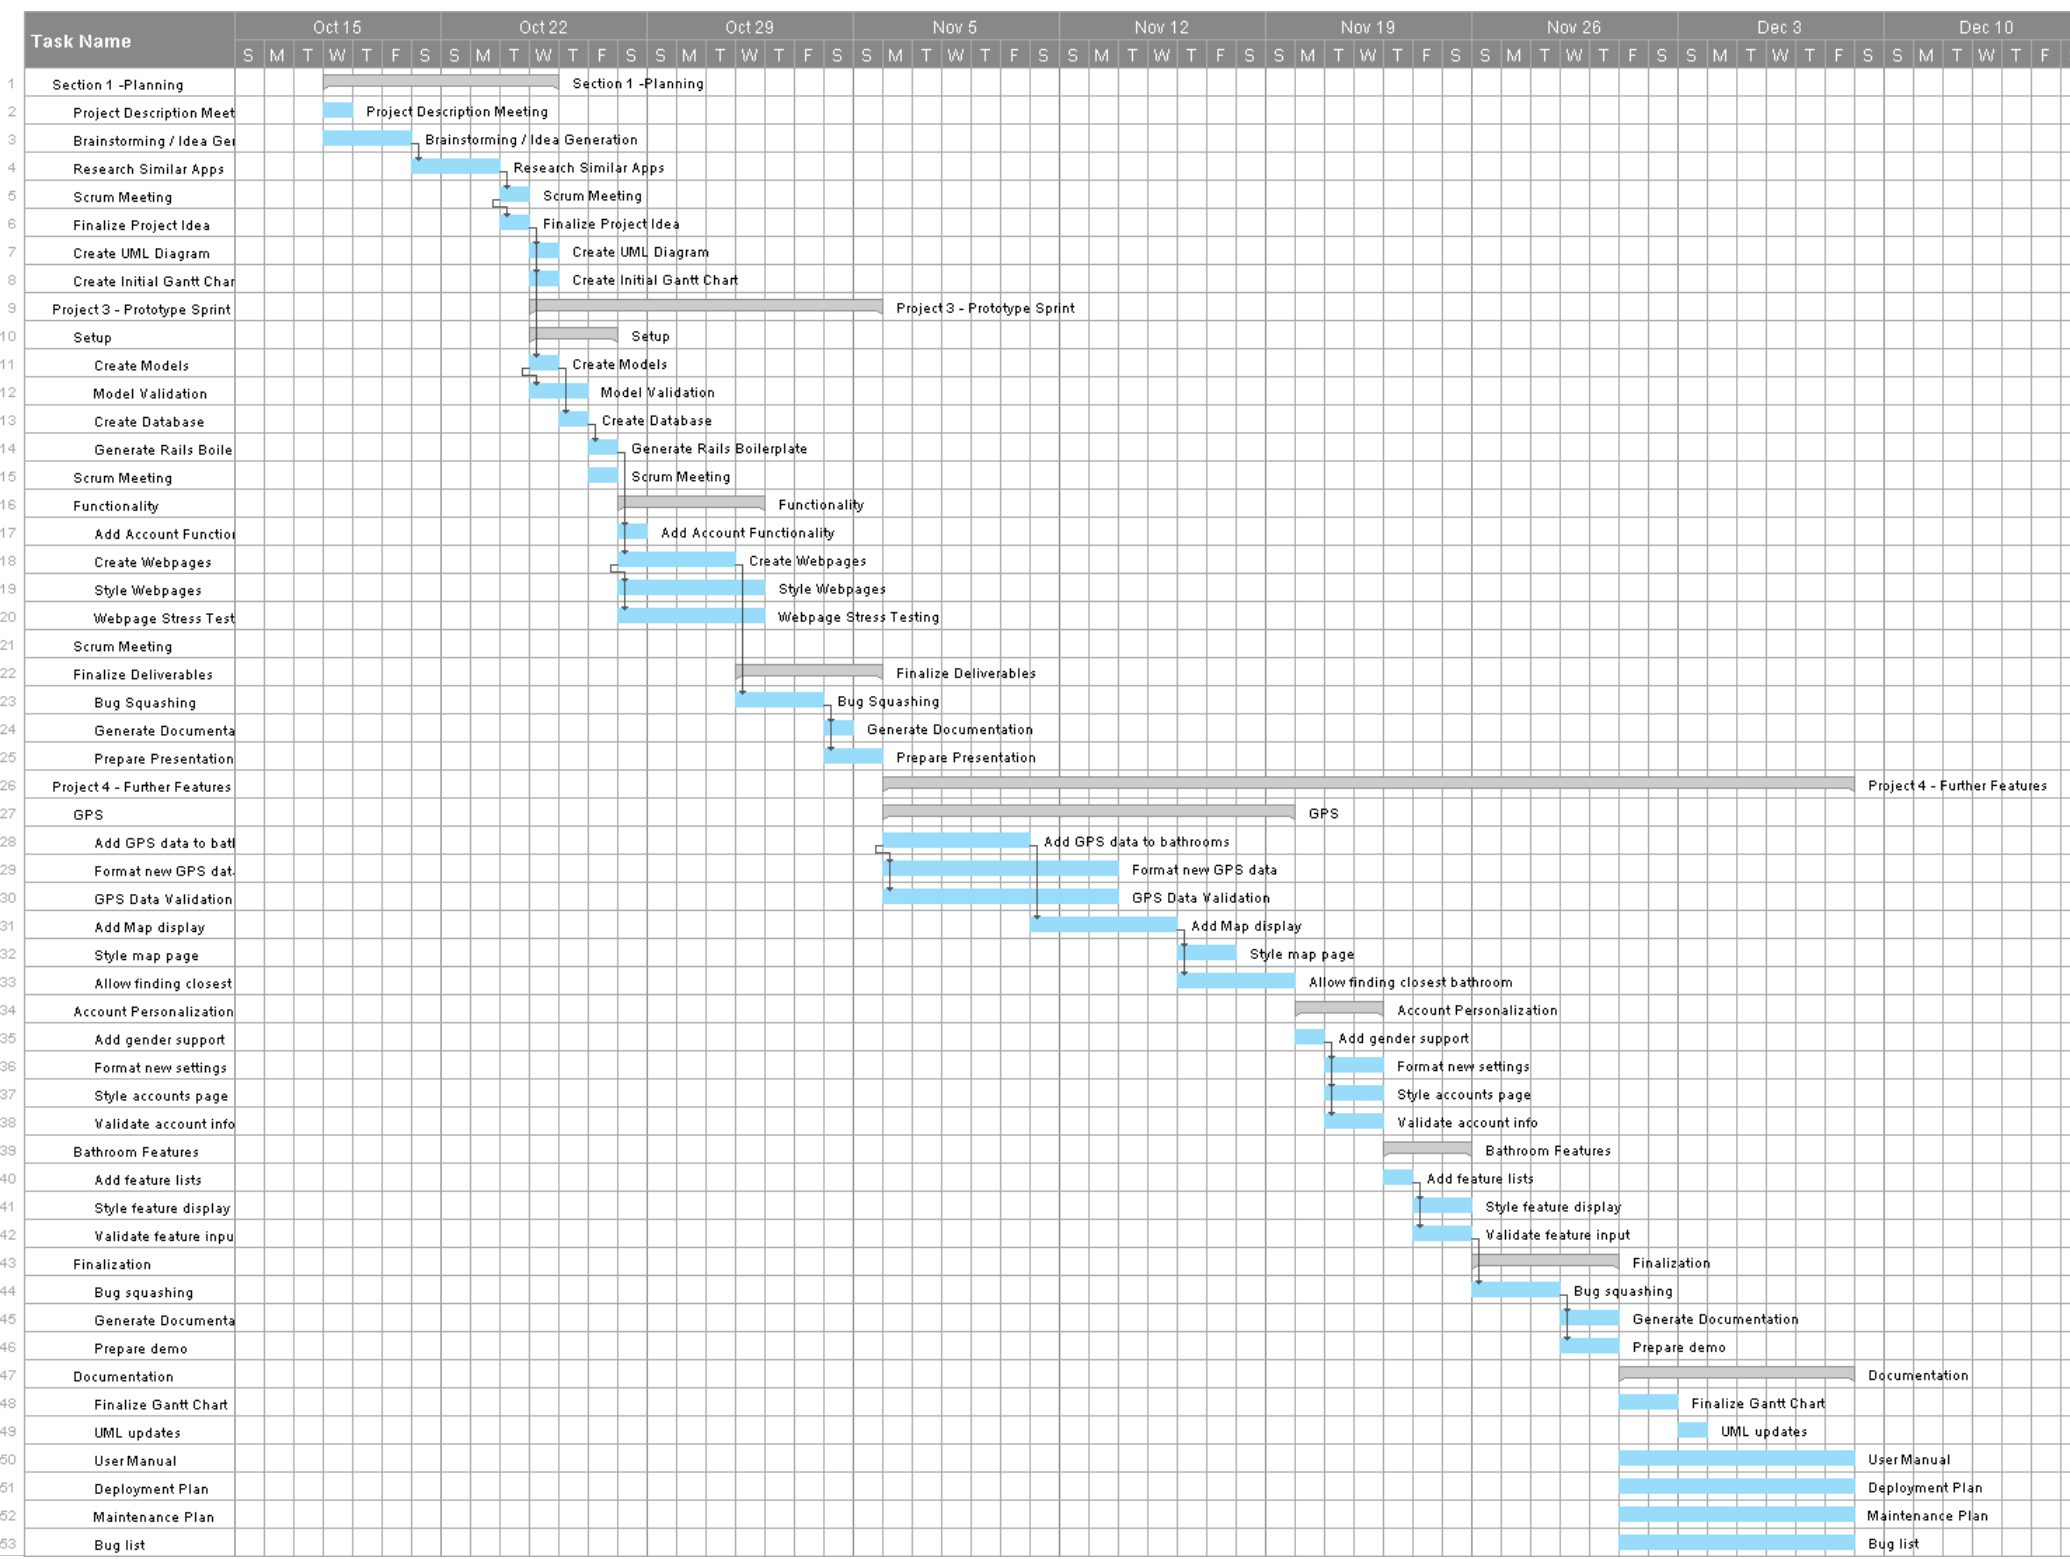 Task Name Oct 15 Oct 22 Oct 29 Nov 5 Nov 12 Nov 19 Nov 26 Dec 3 Dec 10
S M T W T F S S M T W T F S S M T W T F S S M T W T F S S M T W T F S S M T W T F S S M T W T F S S M T W T F S S M T W T F
1 Section 1 -Planning Section 1 -Planning
2 Project Description Meet Project Description Meeting
3 Brainstorming / Idea Ger Brainstorming / Idea Generation
4 Research Similar Apps Research Similar Apps
5 Scrum Meeting Scrum Meeting
6 Finalize Project Idea Finalize Project Idea
7 Create UML Diagram Create UML Diagram
8 Create Initial Gantt Char Create Initial Gantt Chart
9 Project 3 - Prototype Sprint Project 3 - Prototype Sprint
10 Setup Setup
11 Create Models Create Models
12 Model Validation Model Validation
13 Create Database Create Database
14 Generate Rails Boile Generate Rails Boilerplate
15 Scrum Meeting Scrum Meeting
16 Functionality Functionality
17 Add Account Function Add Account Functionality
18 Create Webpages Create Webpages
19 Style Webpages Style Webpages
20 Webpage Stress Test Webpage Stress Testing
21 Scrum Meeting
22 Finalize Deliverables Finalize Deliverables
23 Bug Squashing Bug Squashing
24 Generate Documenta Generate Documentation
25 Prepare Presentation Prepare Presentation
26 Project 4 - Further Features Project 4 - Further Features
27 GPS GPS
28 Add GPS data to batl Add GPS data to bathrooms
29 Format new GPS dat Format new GPS data
30 GPS Data Validation GPS Data Validation
31 Add Map display Add Map display
32 Style map page Style map page
33 Allow finding closest Allow finding closest bathroom
34 Account Personalization Account Personalization
35 Add gender support Add gender support
36 Format new settings Format new settings
37 Style accounts page Style accounts page
38 Validate account info Validate account info
39 Bathroom Features Bathroom Features
40 Add feature lists Add feature lists
41 Style feature display Style feature display
42 Validate feature inpu Validate feature input
43 Finalization Finalization
44 Bug squashing Bug squashing
45 Generate Documenta Generate Documentation
46 Prepare demo Prepare demo
47 Documentation Documentation
48 Finalize Gantt Chart Finalize Gantt Chart
49 UML updates UML updates
50 User Manual User Manual
51 Deployment Plan Deployment Plan
52 Maintenance Plan Maintenance Plan
53 Bug list Bug list